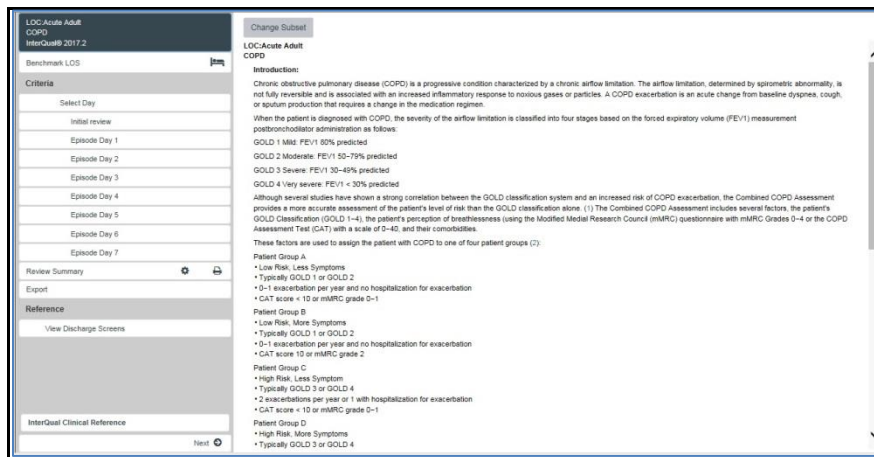 LOC:Acute Adult
COPD
InterQual® 2017.2
Benchmark LOS
Criteria
Select Day
Initial review
Episode Day 1
Episode Day 2
Episode Day 3
Episode Day 4
Episode Day 5
Episode Day 6
Episode Day 7
Review Summary
Export
Reference
View Discharge Screens
InterQual Clinical Reference
Next
Change Subset
LOC:Acute Adult
COPD
Introduction:
Chronic obstructive pulmonary disease (COPD) is a progressive condition characterized by a chronic airflow limitation. The airflow limitation, determined by spirometric abnormality, is
not fully reversible and is associated with an increased inflammatory response to noxious gases or particles. A COPD exacerbation is an acute change from baseline dyspnea, cough,
or sputum production that requires a change in the medication regimen.
When the patient is diagnosed with COPD, the severity of the airflow limitation is classified into four stages based on the forced expiratory volume (FEV1) measurement
postbronchodilator administration as follows:
GOLD 1 Mild: FEV1 80% predicted
GOLD 2 Moderate: FEV1 50–79% predicted
GOLD 3 Severe: FEV1 30–49% predicted
GOLD 4 Very severe: FEV1 < 30% predicted
Although several studies have shown a strong correlation between the GOLD classification system and an increased risk of COPD exacerbation, the Combined COPD Assessment
provides a more accurate assessment of the patient's level of risk than the GOLD classification alone. (1) The Combined COPD Assessment includes several factors, the patient's
GOLD Classification (GOLD 1–4), the patient's perception of breathlessness (using the Modified Medial Research Council (mMRC) questionnaire with mMRC Grades 0–4 or the COPD
Assessment Test (CAT) with a scale of 0–40, and their comorbidities.
These factors are used to assign the patient with COPD to one of four patient groups (2):
Patient Group A
• Low Risk, Less Symptoms
• Typically GOLD 1 or GOLD 2
• 0–1 exacerbation per year and no hospitalization for exacerbation
• CAT score < 10 or mMRC grade 0–1
Patient Group B
• Low Risk, More Symptoms
• Typically GOLD 1 or GOLD 2
• 0–1 exacerbation per year and no hospitalization for exacerbation
• CAT score 10 or mMRC grade 2
Patient Group C
• High Risk, Less Symptom
• Typically GOLD 3 or GOLD 4
• 2 exacerbations per year or 1 with hospitalization for exacerbation
• CAT score < 10 or mMRC grade 0–1
Patient Group D
• High Risk, More Symptoms
• Typically GOLD 3 or GOLD 4